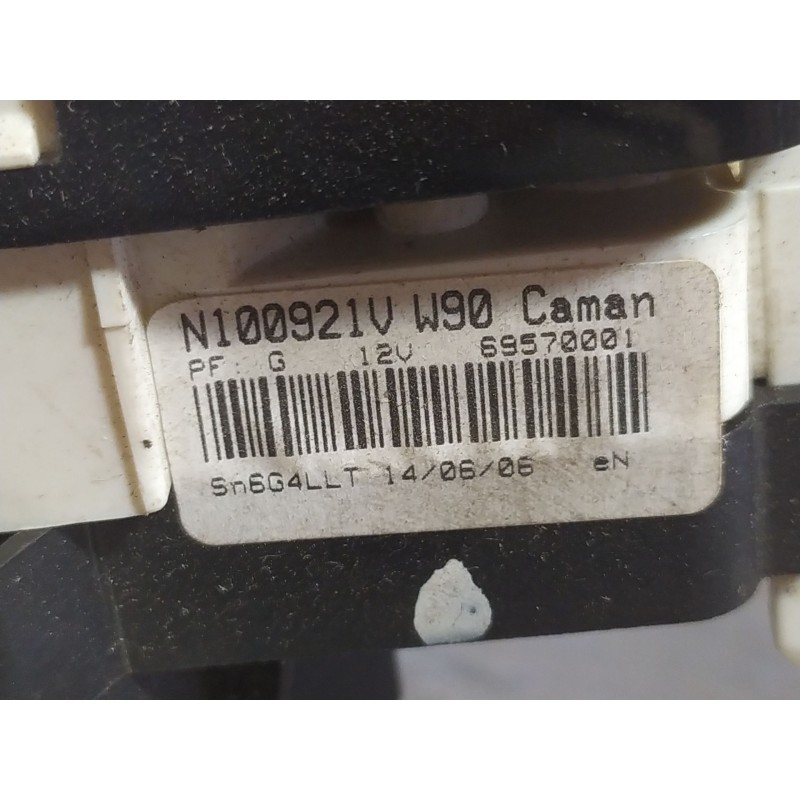 N100921V W90 Caman
PF: G 12V 69570001
Sn6G4LLT 14/06/06 eN